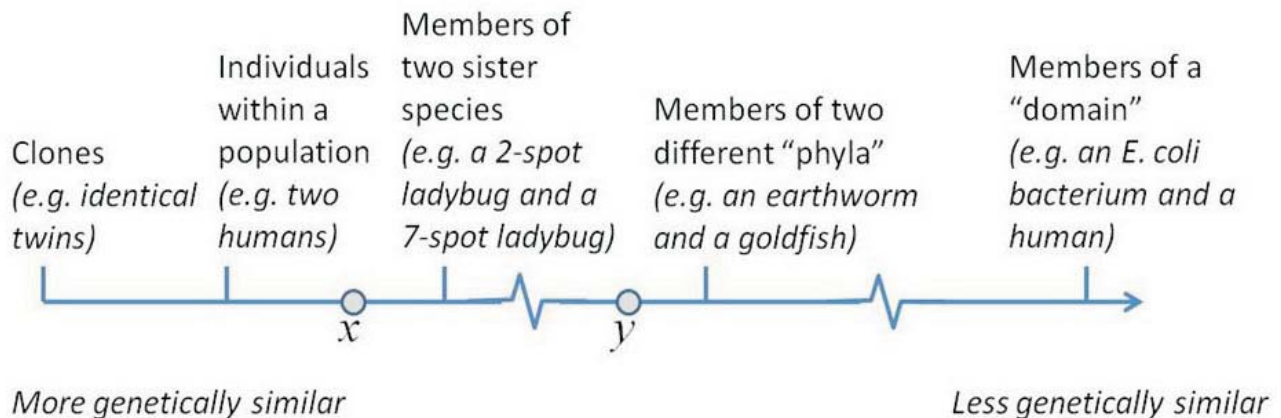 Clones
(e.g. identical
twins)
Individuals
within a
population
(e.g. two
humans)
Members of
two sister
species
(e.g. a 2-spot
ladybug and a
7-spot ladybug)
Members of two
different “phyla”
(e.g. an earthworm
and a goldfish)
Members of a
“domain”
(e.g. an E. coli
bacterium and a
human)
x
y
More genetically similar
Less genetically similar